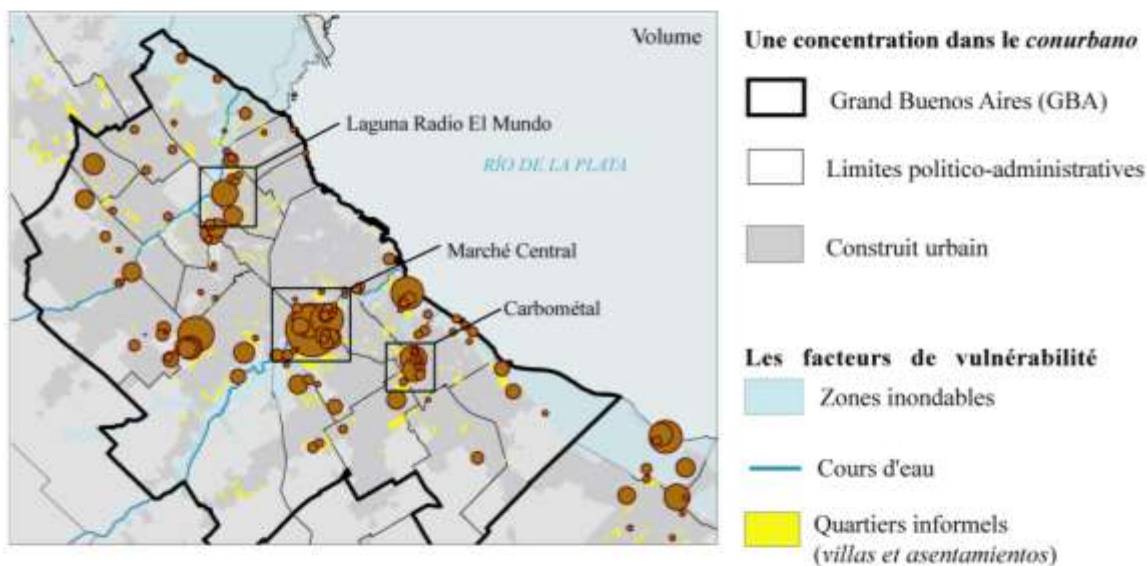 Volume
Laguna Radio El Mundo
RÍO DE LA PLATA
Marché Central
Carbométal
Une concentration dans le conurbano
Grand Buenos Aires (GBA)
Limites politico-administratives
Construit urbain
Les facteurs de vulnérabilité
Zones inondables
Cours d'eau
Quartiers informels
(villas et asentamientos)